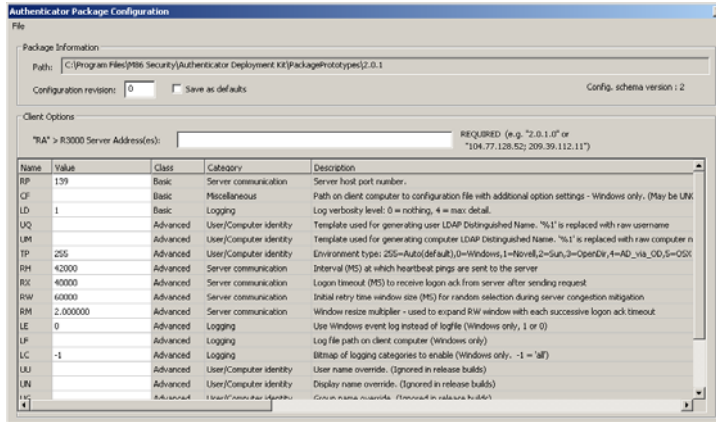 Authenticator Package Configuration
File
Package Information
Path: C:\Program Files\M86 Security\Authenticator Deployment Kit\PackagePrototypes\2.0.1
Configuration revision: 0 Save as defaults Config. schema version : 2
Client Options
"RA" > R3000 Server Address(es): REQUIRED (e.g. "2.0.1.0" or
"104.77.128.52; 209.39.112.11")
Name Value Class Category Description
RP 139 Basic Server communication Server host port number.
CF Basic Miscellaneous Path on client computer to configuration file with additional option settings - Windows only. (May be UNC
LD 1 Basic Logging Log verbosity level: 0 = nothing, 4 = max detail.
UQ Advanced User/Computer identity Template used for generating user LDAP Distinguished Name. '%1' is replaced with raw username
UM Advanced User/Computer identity Template used for generating computer LDAP Distinguished Name. '%1' is replaced with raw computer n
TP 255 Advanced User/Computer identity Environment type: 255=Auto(default),0=Windows,1=Novell,2=Sun,3=OpenDir,4=AD_via_OD,5=OSX
RH 42000 Advanced Server communication Interval (MS) at which heartbeat pings are sent to the server
RX 40000 Advanced Server communication Logon timeout (MS) to receive logon ack from server after sending request
RW 60000 Advanced Server communication Initial retry time window size (MS) for random selection during server congestion mitigation
RM 2.000000 Advanced Server communication Window resize multiplier - used to expand RW window with each successive logon ack timeout
LE 0 Advanced Logging Use Windows event log instead of logfile (Windows only, 1 or 0)
LF Advanced Logging Log file path on client computer (Windows only)
LC -1 Advanced Logging Bitmap of logging categories to enable (Windows only. -1 = 'all')
UU Advanced User/Computer identity User name override. (Ignored in release builds)
UN Advanced User/Computer identity Display name override. (Ignored in release builds)
UG Advanced User/Computer identity Group name override. (Ignored in release builds)